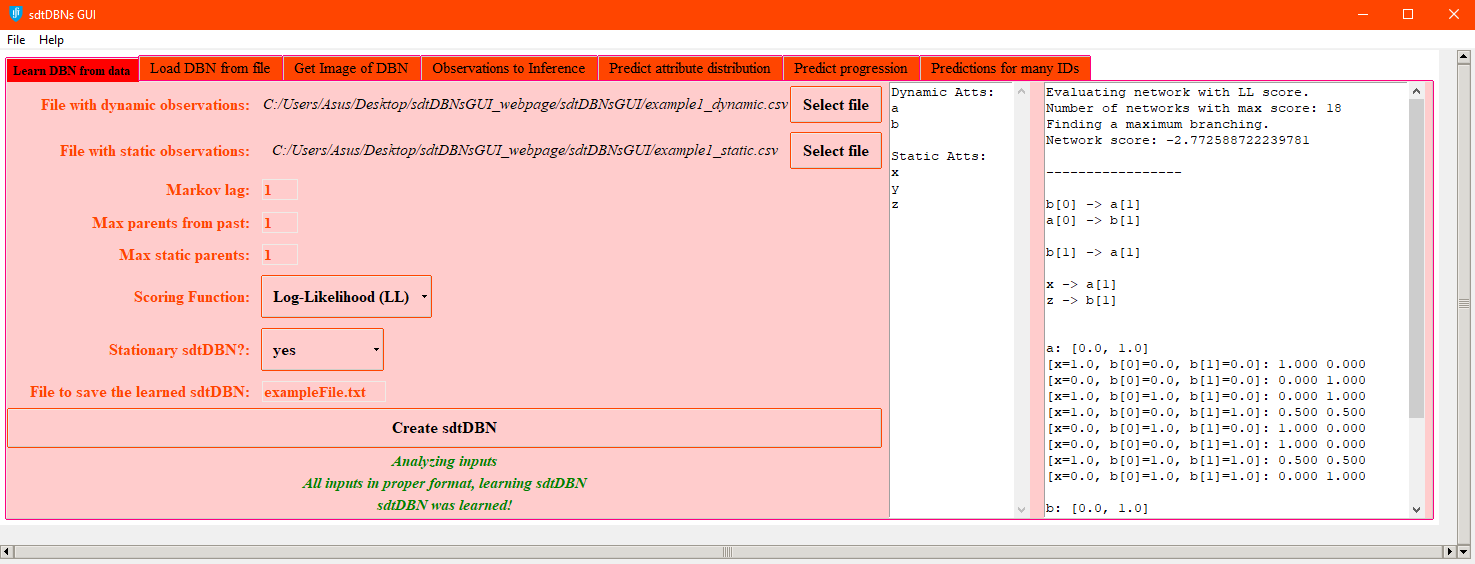 sdtDBNs GUI
File Help
Learn DBN from data Load DBN from file Get Image of DBN Observations to Inference Predict attribute distribution Predict progression Predictions for many IDs
File with dynamic observations: C:/Users/Asus/Desktop/sdtDBNsGUI_webpage/sdtDBNsGUI/example1_dynamic.csv Select file
File with static observations: C:/Users/Asus/Desktop/sdtDBNsGUI_webpage/sdtDBNsGUI/example1_static.csv Select file
Markov lag: 1
Max parents from past: 1
Max static parents: 1
Scoring Function: Log-Likelihood (LL)
Stationary sdtDBN?: yes
File to save the learned sdtDBN: exampleFile.txt
Create sdtDBN
Analyzing inputs
All inputs in proper format, learning sdtDBN
sdtDBN was learned!
Dynamic Atts:
a
b
Static Atts:
x
y
z
Evaluating network with LL score.
Number of networks with max score: 18
Finding a maximum branching.
Network score: -2.772588722239781
-----------------
b[0] -> a[1]
a[0] -> b[1]
b[1] -> a[1]
x -> a[1]
z -> b[1]
a: [0.0, 1.0]
[x=1.0, b[0]=0.0, b[1]=0.0]: 1.000 0.000
[x=0.0, b[0]=0.0, b[1]=1.0]: 0.000 1.000
[x=1.0, b[0]=1.0, b[1]=0.0]: 0.000 1.000
[x=1.0, b[0]=0.0, b[1]=1.0]: 0.500 0.500
[x=0.0, b[0]=1.0, b[1]=0.0]: 1.000 0.000
[x=0.0, b[0]=0.0, b[1]=0.0]: 1.000 0.000
[x=1.0, b[0]=1.0, b[1]=1.0]: 0.500 0.500
[x=0.0, b[0]=1.0, b[1]=1.0]: 0.000 1.000
b: [0.0, 1.0]